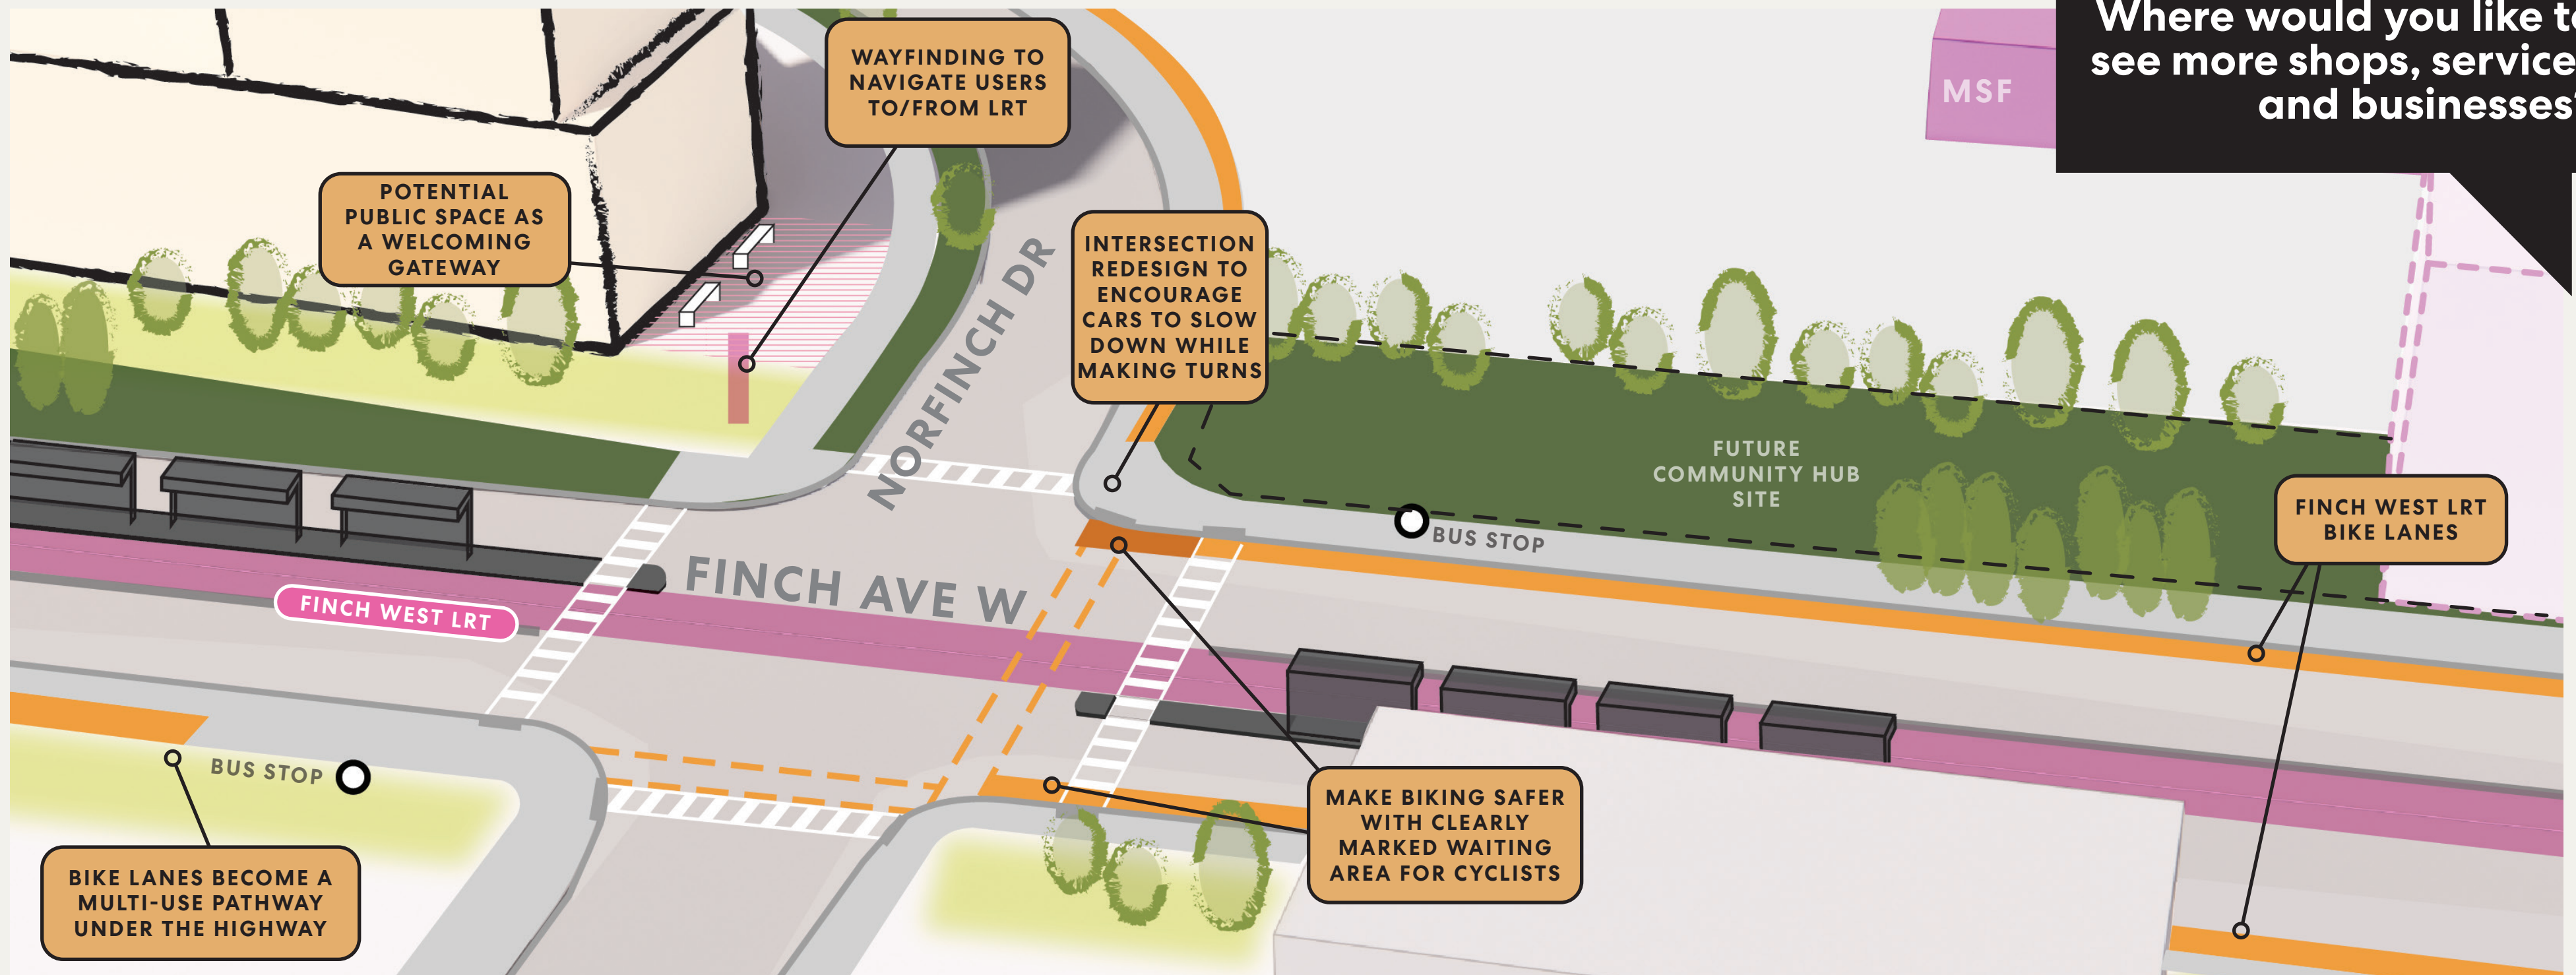 Where would you like to
see more shops, service
and businesses?
WAYFINDING TO
NAVIGATE USERS
TO/FROM LRT
MSF
POTENTIAL
PUBLIC SPACE AS
A WELCOMING
GATEWAY
INTERSECTION
REDESIGN TO
ENCOURAGE
CARS TO SLOW
DOWN WHILE
MAKING TURNS
NORFINCH DR
FUTURE
COMMUNITY HUB
SITE
FINCH WEST LRT
BIKE LANES
BUS STOP
FINCH AVE W
FINCH WEST LRT
BUS STOP
MAKE BIKING SAFER
WITH CLEARLY
MARKED WAITING
AREA FOR CYCLISTS
BIKE LANES BECOME A
MULTI-USE PATHWAY
UNDER THE HIGHWAY